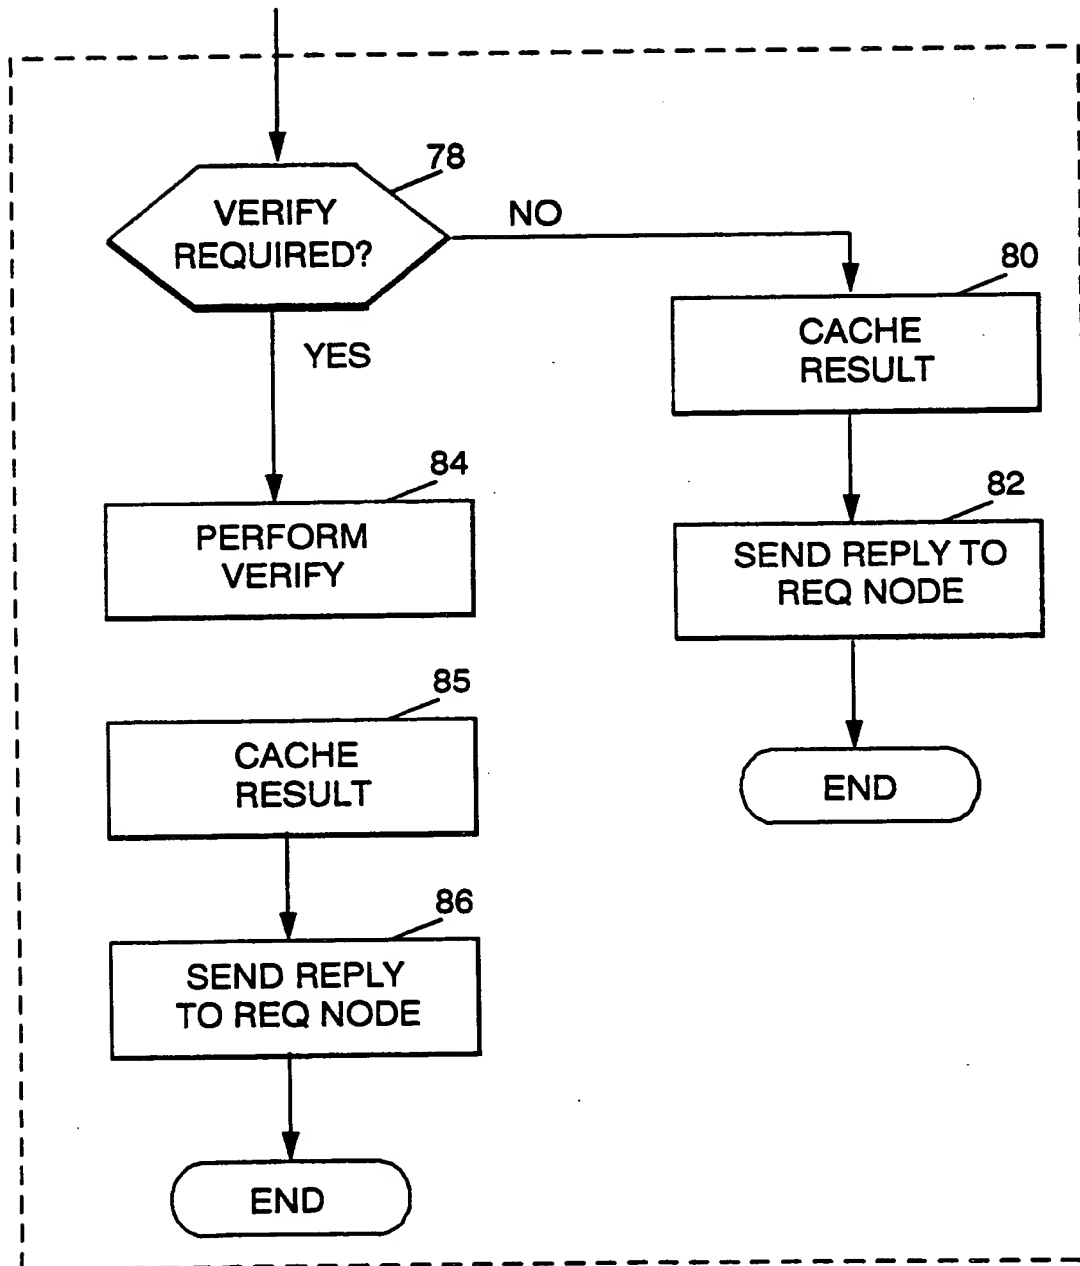 78
VERIFY
REQUIRED?
NO
YES
80
CACHE
RESULT
82
SEND REPLY TO
REQ NODE
END
84
PERFORM
VERIFY
85
CACHE
RESULT
86
SEND REPLY
TO REQ NODE
END